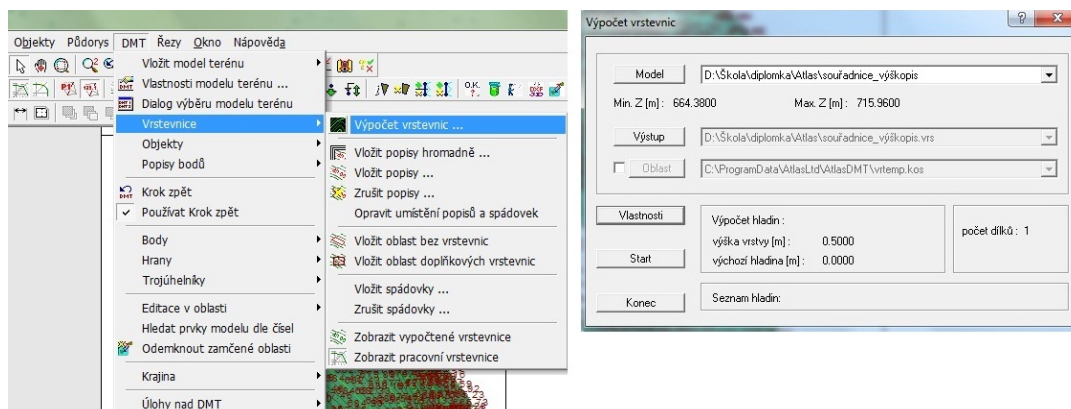 Objekty Půdorys DMT Řezy Okno Nápověda
Vložit model terénu
Vlastnosti modelu terénu ...
Dialog výběru modelu terénu
Vrstevnice
Objekty
Popisy bodů
Krok zpět
Používat Krok zpět
Body
Hrany
Trojúhelníky
Editace v oblasti
Hledat prvky modelu dle čísel
Odemknout zamčené oblasti
Krajina
Úlohy nad DMT
Výpočet vrstevnic ...
Vložit popisy hromadně ...
Vložit popisy ...
Zrušit popisy ...
Opravit umístění popisů a spádovek
Vložit oblast bez vrstevnic
Vložit oblast doplňkových vrstevnic
Vložit spádovky ...
Zrušit spádovky ...
Zobrazit vypočtené vrstevnice
Zobrazit pracovní vrstevnice
Výpočet vrstevnic
Model D:\Škola\diplomka\Atlas\souřadnice_výškopis
Min. Z [m] : 664.3800 Max. Z [m] : 715.9600
Výstup D:\Škola\diplomka\Atlas\souřadnice_výškopis.vrs
Oblast C:\ProgramData\AtlasLtd\AtlasDMT\vrtemp.kos
Vlastnosti
Výpočet hladin :
výška vrstvy [m] : 0.5000
výchozí hladina [m] : 0.0000
počet dílků : 1
Start
Konec
Seznam hladin: